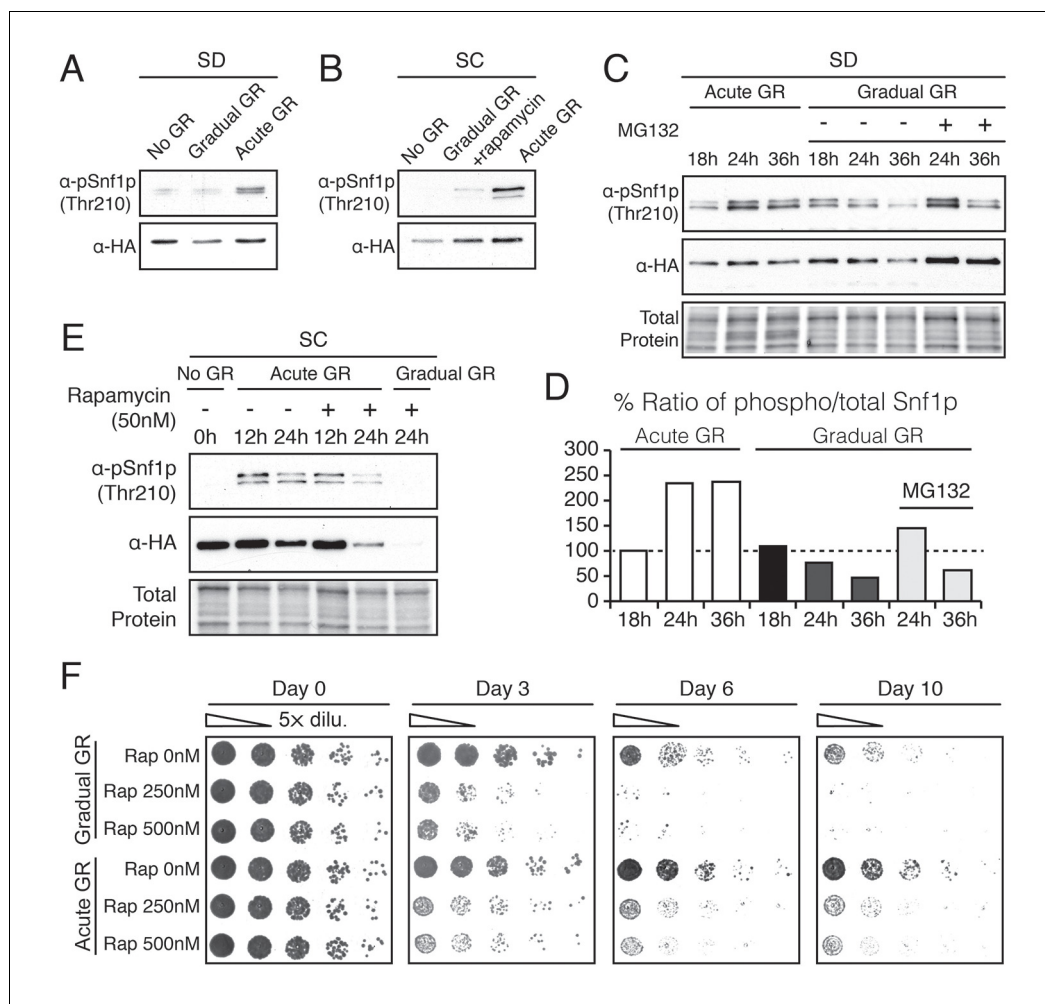 A
SD
No GR
Gradual GR
Acute GR
α-pSnf1p
(Thr210)
α-HA
B
SC
No GR
Gradual GR
+rapamycin
Acute GR
α-pSnf1p
(Thr210)
α-HA
C
SD
Acute GR Gradual GR
MG132 - - - + +
18h 24h 36h 18h 24h 36h 24h 36h
α-pSnf1p
(Thr210)
α-HA
Total
Protein
E
SC
No GR Acute GR Gradual GR
Rapamycin
(50nM)
- - - + + +
0h 12h 24h 12h 24h 24h
α-pSnf1p
(Thr210)
α-HA
Total
Protein
D
% Ratio of phospho/total Snf1p
Acute GR Gradual GR
MG132
300
250
200
150
100
50
0
18h 24h 36h 18h 24h 36h 24h 36h
F
Day 0 Day 3 Day 6 Day 10
5× dilu.
Gradual GR
Rap 0nM
Rap 250nM
Rap 500nM
Acute GR
Rap 0nM
Rap 250nM
Rap 500nM